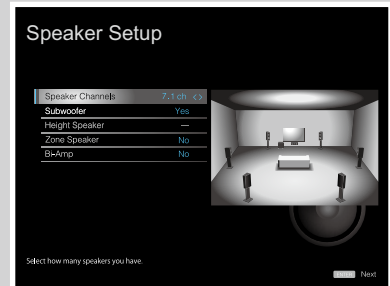 Speaker Setup
Speaker Channels 7.1 ch <>
Subwoofer Yes
Height Speaker —
Zone Speaker No
Bi-Amp No
Select how many speakers you have.
ENTER Next